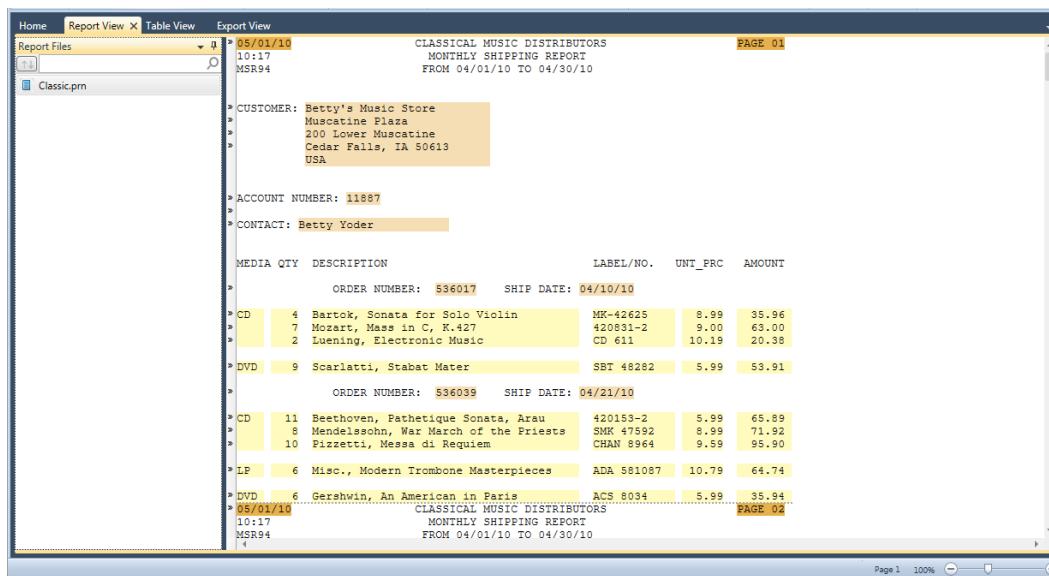 Home Report View X Table View Export View
Report Files
Classic.prn
05/01/10 CLASSICAL MUSIC DISTRIBUTORS PAGE 01
10:17 MONTHLY SHIPPING REPORT
MSR94 FROM 04/01/10 TO 04/30/10
CUSTOMER: Betty's Music Store
Muscatine Plaza
200 Lower Muscatine
Cedar Falls, IA 50613
USA
ACCOUNT NUMBER: 11887
CONTACT: Betty Yoder
MEDIA QTY DESCRIPTION LABEL/NO. UNT_PRC AMOUNT
ORDER NUMBER: 536017 SHIP DATE: 04/10/10
CD 4 Bartok, Sonata for Solo Violin MK-42625 8.99 35.96
7 Mozart, Mass in C, K.427 420831-2 9.00 63.00
2 Luening, Electronic Music CD 611 10.19 20.38
DVD 9 Scarlatti, Stabat Mater SBT 48282 5.99 53.91
ORDER NUMBER: 536039 SHIP DATE: 04/21/10
CD 11 Beethoven, Pathetique Sonata, Arau 420153-2 5.99 65.89
8 Mendelssohn, War March of the Priests SMK 47592 8.99 71.92
10 Pizzetti, Messa di Requiem CHAN 8964 9.59 95.90
LP 6 Misc., Modern Trombone Masterpieces ADA 581087 10.79 64.74
DVD 6 Gershwin, An American in Paris ACS 8034 5.99 35.94
05/01/10 CLASSICAL MUSIC DISTRIBUTORS PAGE 02
10:17 MONTHLY SHIPPING REPORT
MSR94 FROM 04/01/10 TO 04/30/10
Page 1 100%